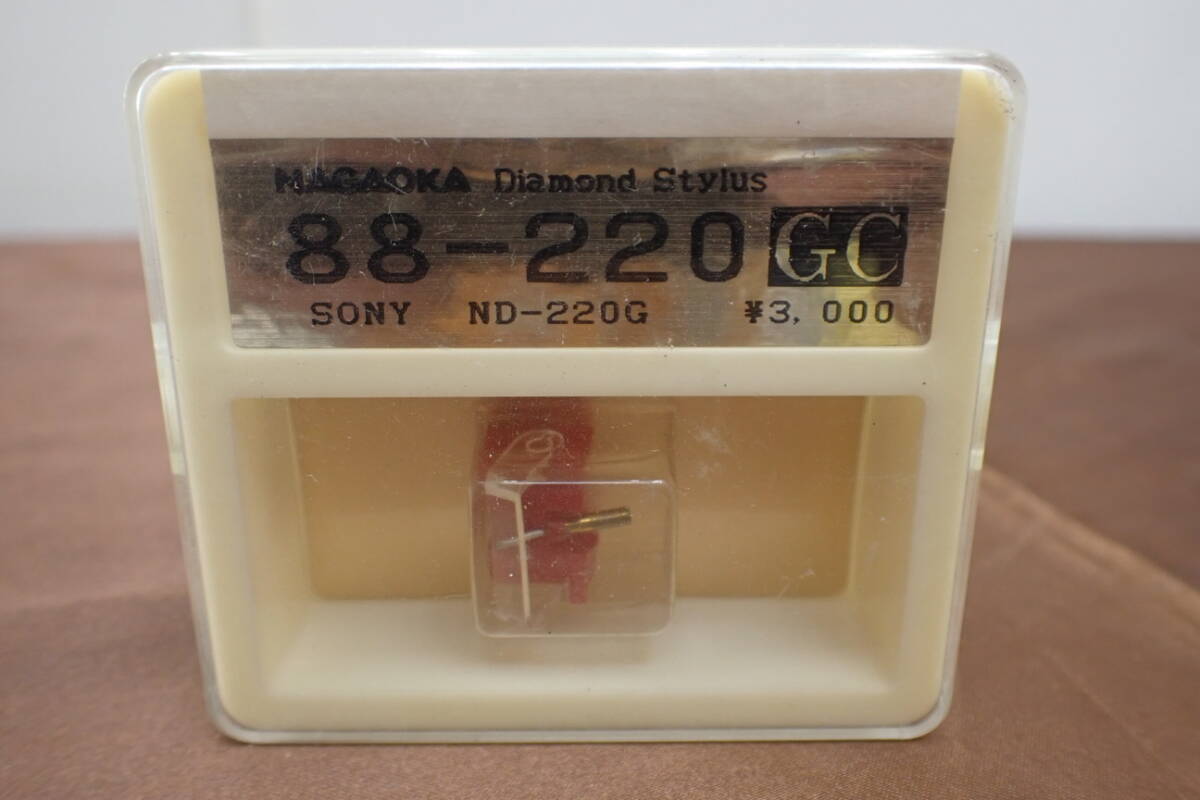 NAGAOKA Diamond Stylus
88-220 GC
SONY ND-220G ¥3,000